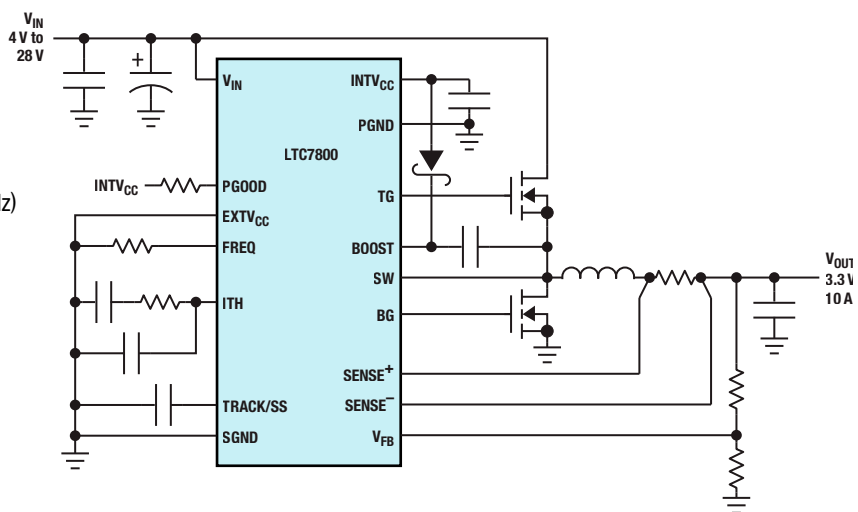 VIN
4 V to
28 V
VIN
INTVCC
PGND
LTC7800
INTVCC
PGOOD
TG
EXTVCC
lz)
FREQ
BOOST
SW
VOUT
3.3 V
10 A
ITH
BG
SENSE+
TRACK/SS
SENSE–
SGND
VFB